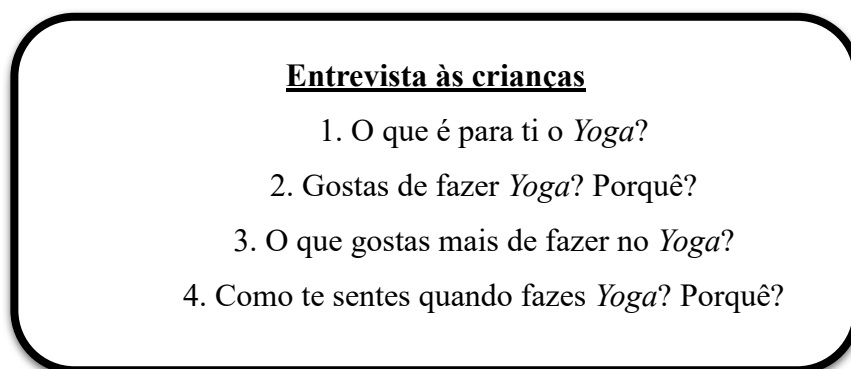 Entrevista às crianças
1. O que é para ti o Yoga?
2. Gostas de fazer Yoga? Porquê?
3. O que gostas mais de fazer no Yoga?
4. Como te sentes quando fazes Yoga? Porquê?